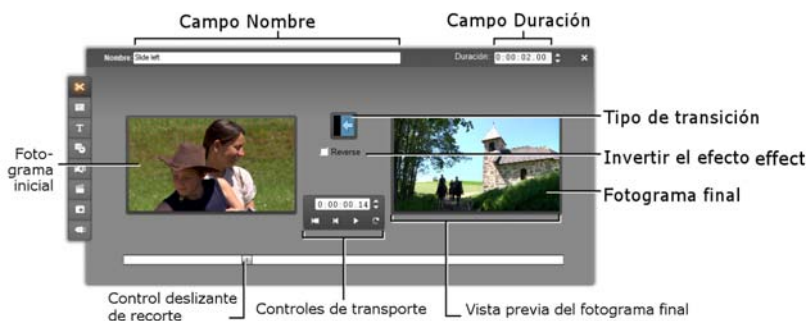 Campo Nombre
Campo Duración
Nombre: Slide left
Duración: 0:00:02.00
T
Tipo de transición
Reverse
Invertir el efecto effect
Foto-
grama
inicial
Fotograma final
0:00:00.14
Control deslizante
de recorte
Controles de transporte
Vista previa del fotograma final